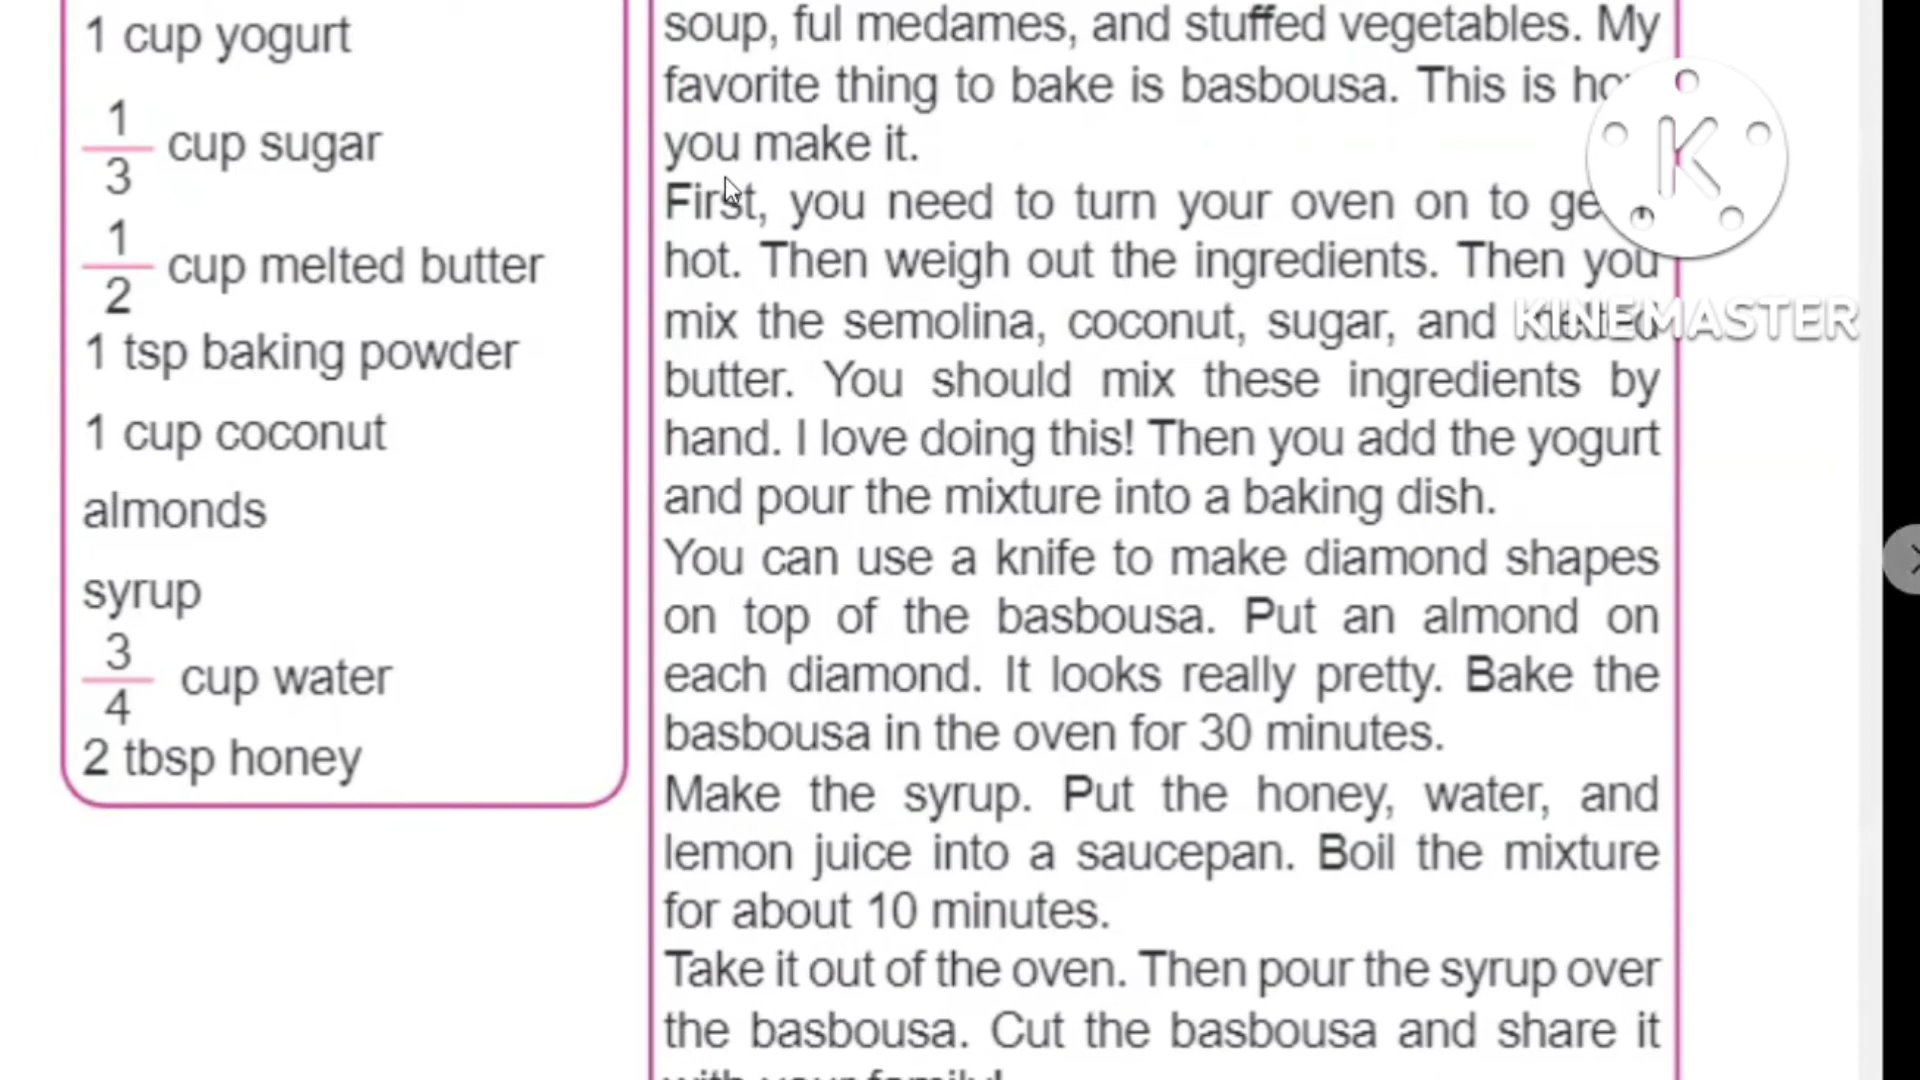 1 cup yogurt
1/3 cup sugar
1/2 cup melted butter
1 tsp baking powder
1 cup coconut
almonds
syrup
3/4 cup water
2 tbsp honey
soup, ful medames, and stuffed vegetables. My
favorite thing to bake is basbousa. This is
you make it.
First, you need to turn your oven on to
hot. Then weigh out the ingredients. Then you
mix the semolina, coconut, sugar, and
butter. You should mix these ingredients by
hand. I love doing this! Then you add the yogurt
and pour the mixture into a baking dish.
You can use a knife to make diamond shapes
on top of the basbousa. Put an almond on
each diamond. It looks really pretty. Bake the
basbousa in the oven for 30 minutes.
Make the syrup. Put the honey, water, and
lemon juice into a saucepan. Boil the mixture
for about 10 minutes.
Take it out of the oven. Then pour the syrup over
the basbousa. Cut the basbousa and share it
with your family!
K
KINEMASTER